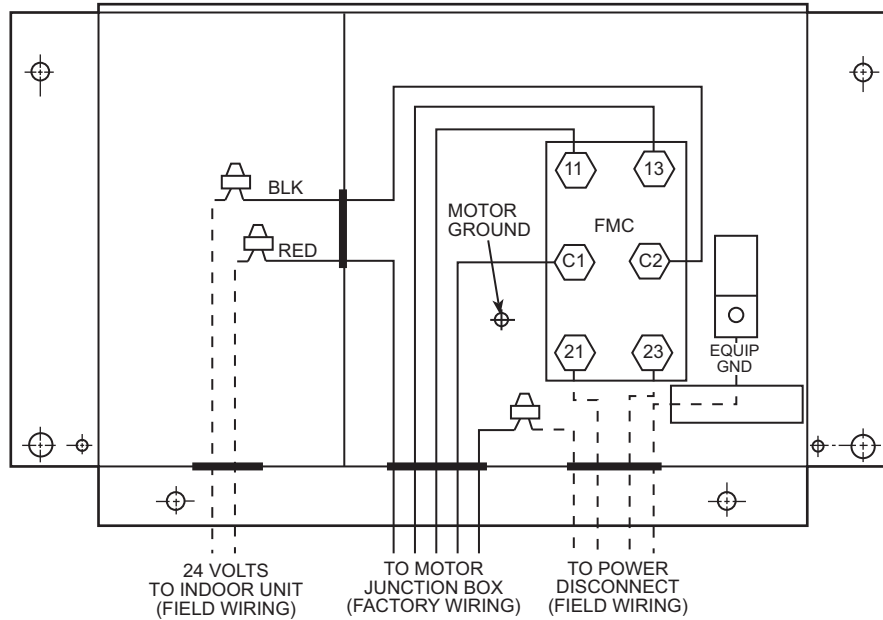 11
13
BLK
MOTOR
GROUND
FMC
RED
C1
C2
21
23
EQUIP
GND
24 VOLTS
TO INDOOR UNIT
(FIELD WIRING)
TO MOTOR
JUNCTION BOX
(FACTORY WIRING)
TO POWER
DISCONNECT
(FIELD WIRING)